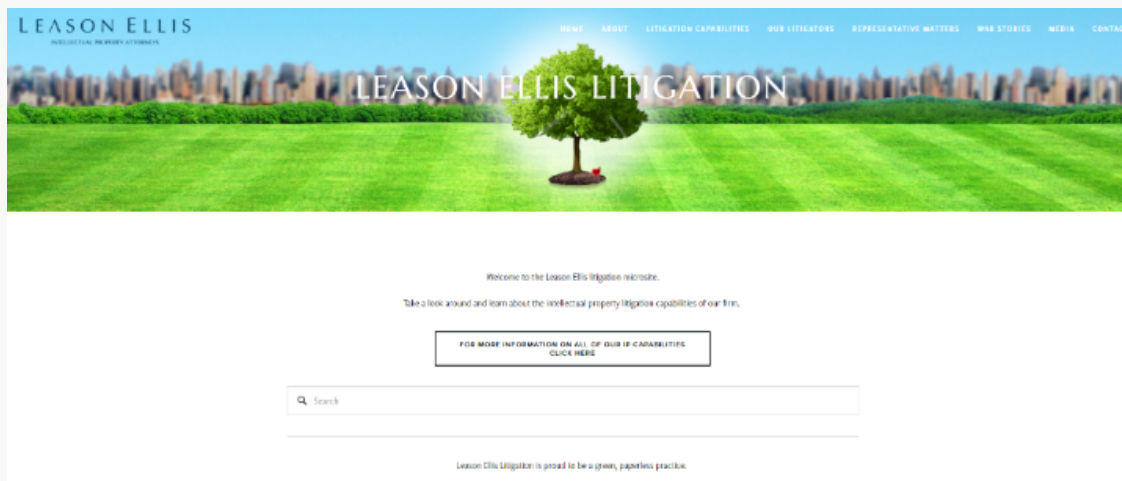 LEASON ELLIS
INTELLECTUAL PROPERTY ATTORNEYS
HOME ABOUT LITIGATION CAPABILITIES OUR LITIGATORS REPRESENTATIVE MATTERS WAR STORIES MEDIA CONTAC
LEASON ELLIS LITIGATION
Welcome to the Leason Ellis litigation microsite.
Take a look around and learn about the intellectual property litigation capabilities of our firm.
FOR MORE INFORMATION ON ALL OF OUR IP CAPABILITIES
CLICK HERE
Search
Leason Ellis Litigation is proud to be a green, paperless practice.